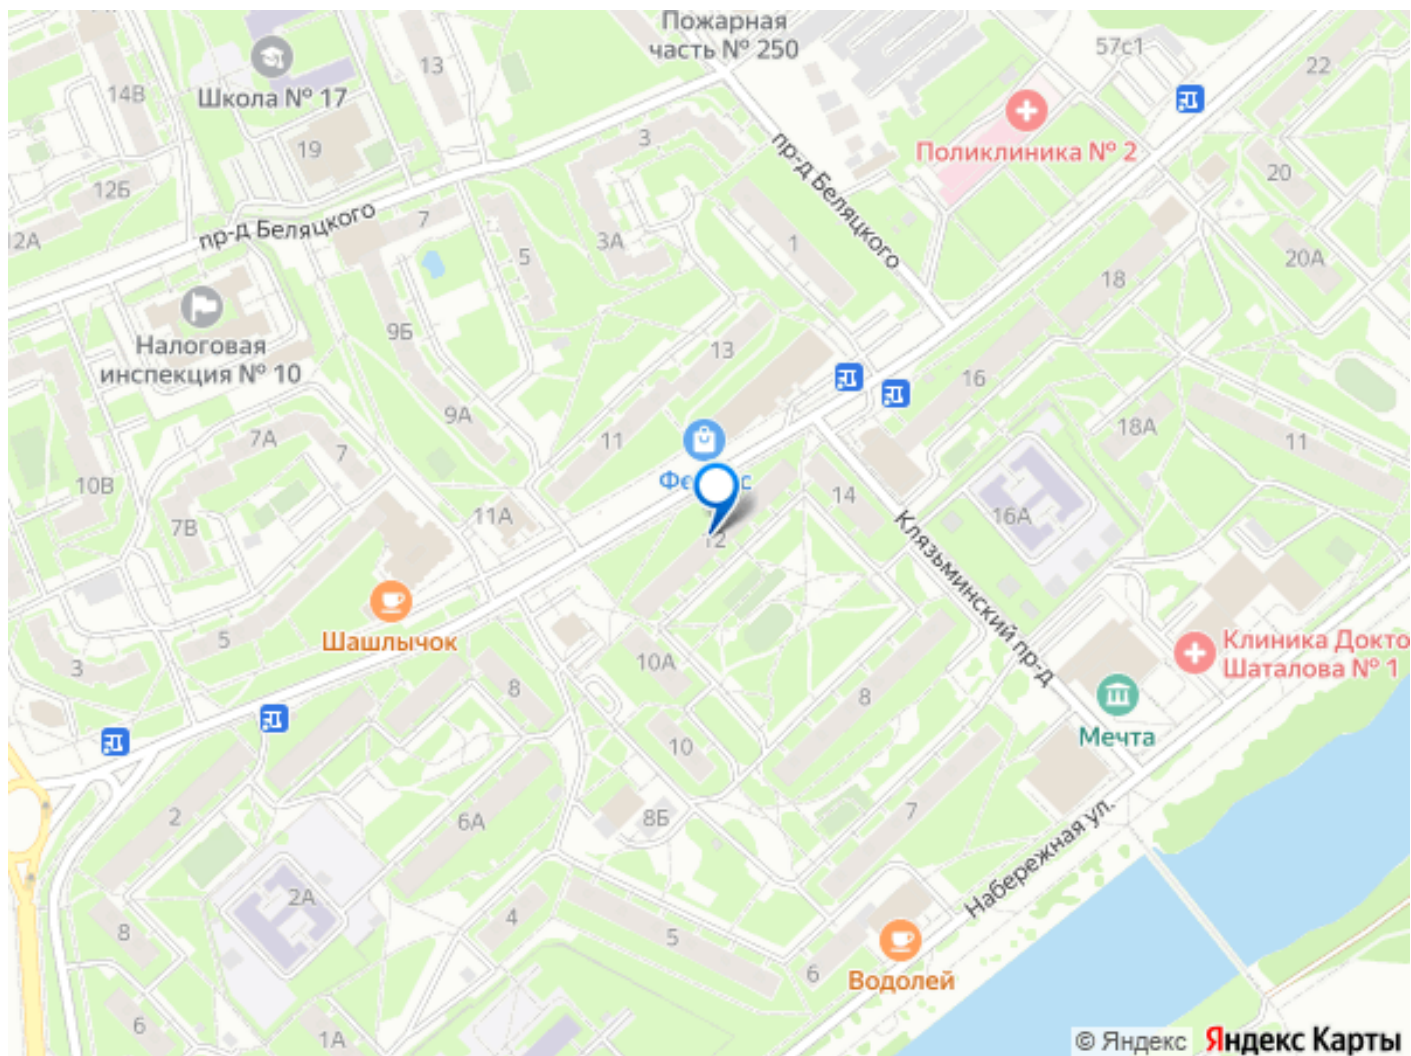 Пожарная
часть № 250
57с1
22
13
14В
Школа № 17
19
3
Поликлиника № 2
пр-д Беляцкого
20
12Б
12А
пр-д Беляцкого
7
3А
5
1
20А
18
Налоговая
инспекция № 10
9Б
13
16
9А
7А
7
11
18А
11
10В
14
7В
11А
16А
12
Клязьминский пр-д
Шашлычок
5
3
10А
8
8
Клиника Докто
Шаталова № 1
Мечта
10
2
6А
8Б
7
Набережная ул.
2А
8
4
5
6
Водолей
6
1А
© Яндекс
Яндекс Карты